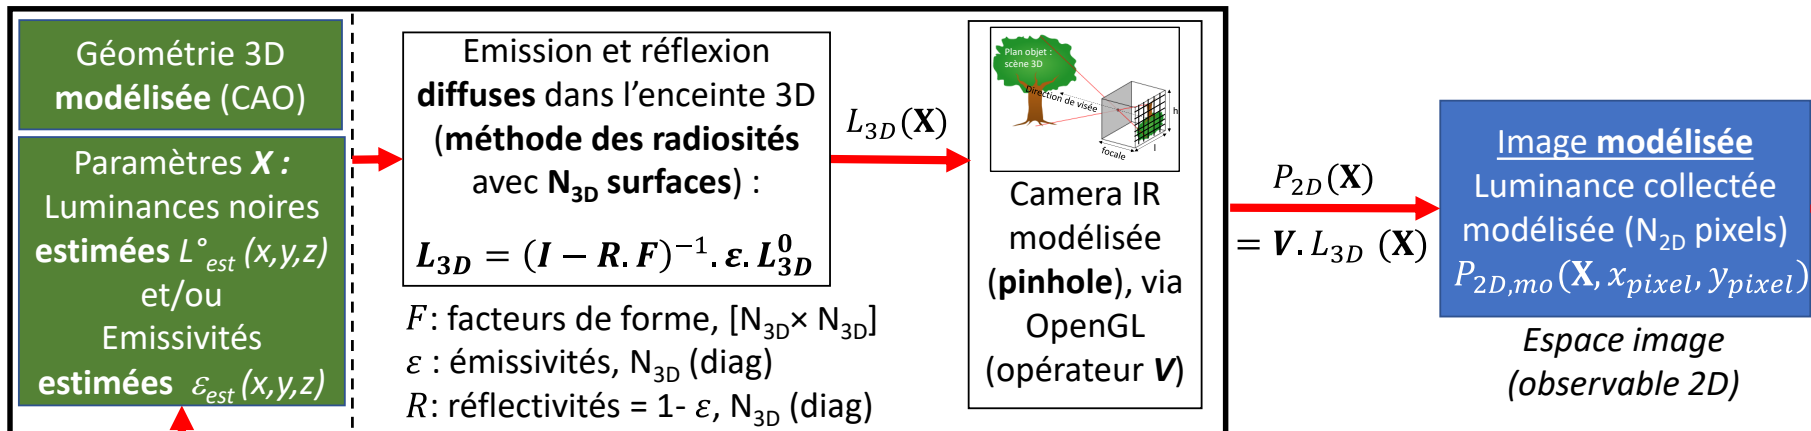 Géométrie 3D
modélisée (CAO)
Paramètres X :
Luminances noires
estimées L°est (x,y,z)
et/ou
Emissivités
estimées εest (x,y,z)
Emission et réflexion
diffuses dans l’enceinte 3D
(méthode des radiosités
avec N3D surfaces) :
L3D = (I − R.F)⁻¹.ε.L⁰3D
F: facteurs de forme, [N3D× N3D]
ε : émissivités, N3D (diag)
R: réflectivités = 1- ε, N3D (diag)
L3D(X)
Plan objet :
scène 3D
Direction de visée
h
focale
l
Camera IR
modélisée
(pinhole), via
OpenGL
(opérateur V)
P2D(X)
= V.L3D (X)
Image modélisée
Luminance collectée
modélisée (N2D pixels)
P2D,mo(X, xpixel, ypixel)
Espace image
(observable 2D)